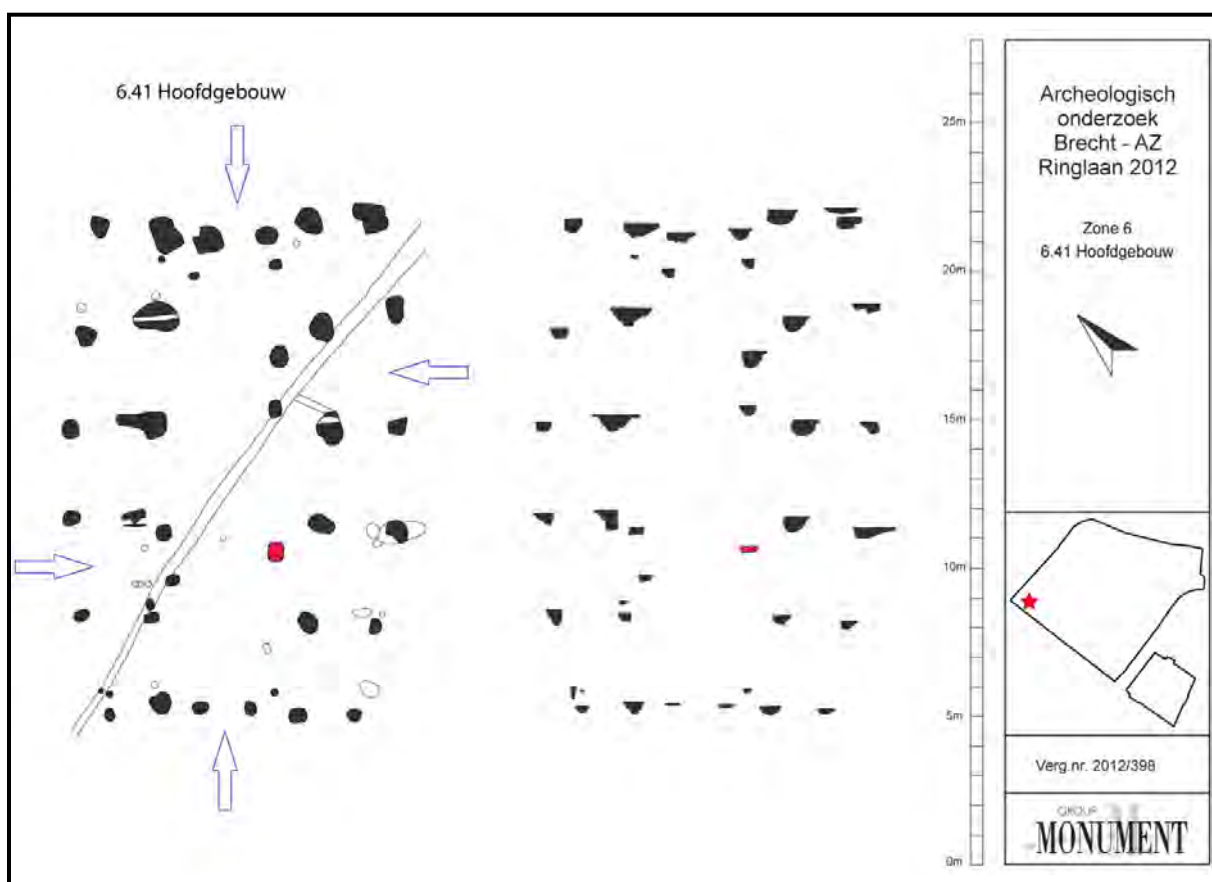 6.41 Hoofdgebouw
25m
20m
15m
10m
5m
0m
Archeologisch
onderzoek
Brecht - AZ
Ringlaan 2012
Zone 6
6.41 Hoofdgebouw
Verg.nr. 2012/398
GROUP
MONUMENT